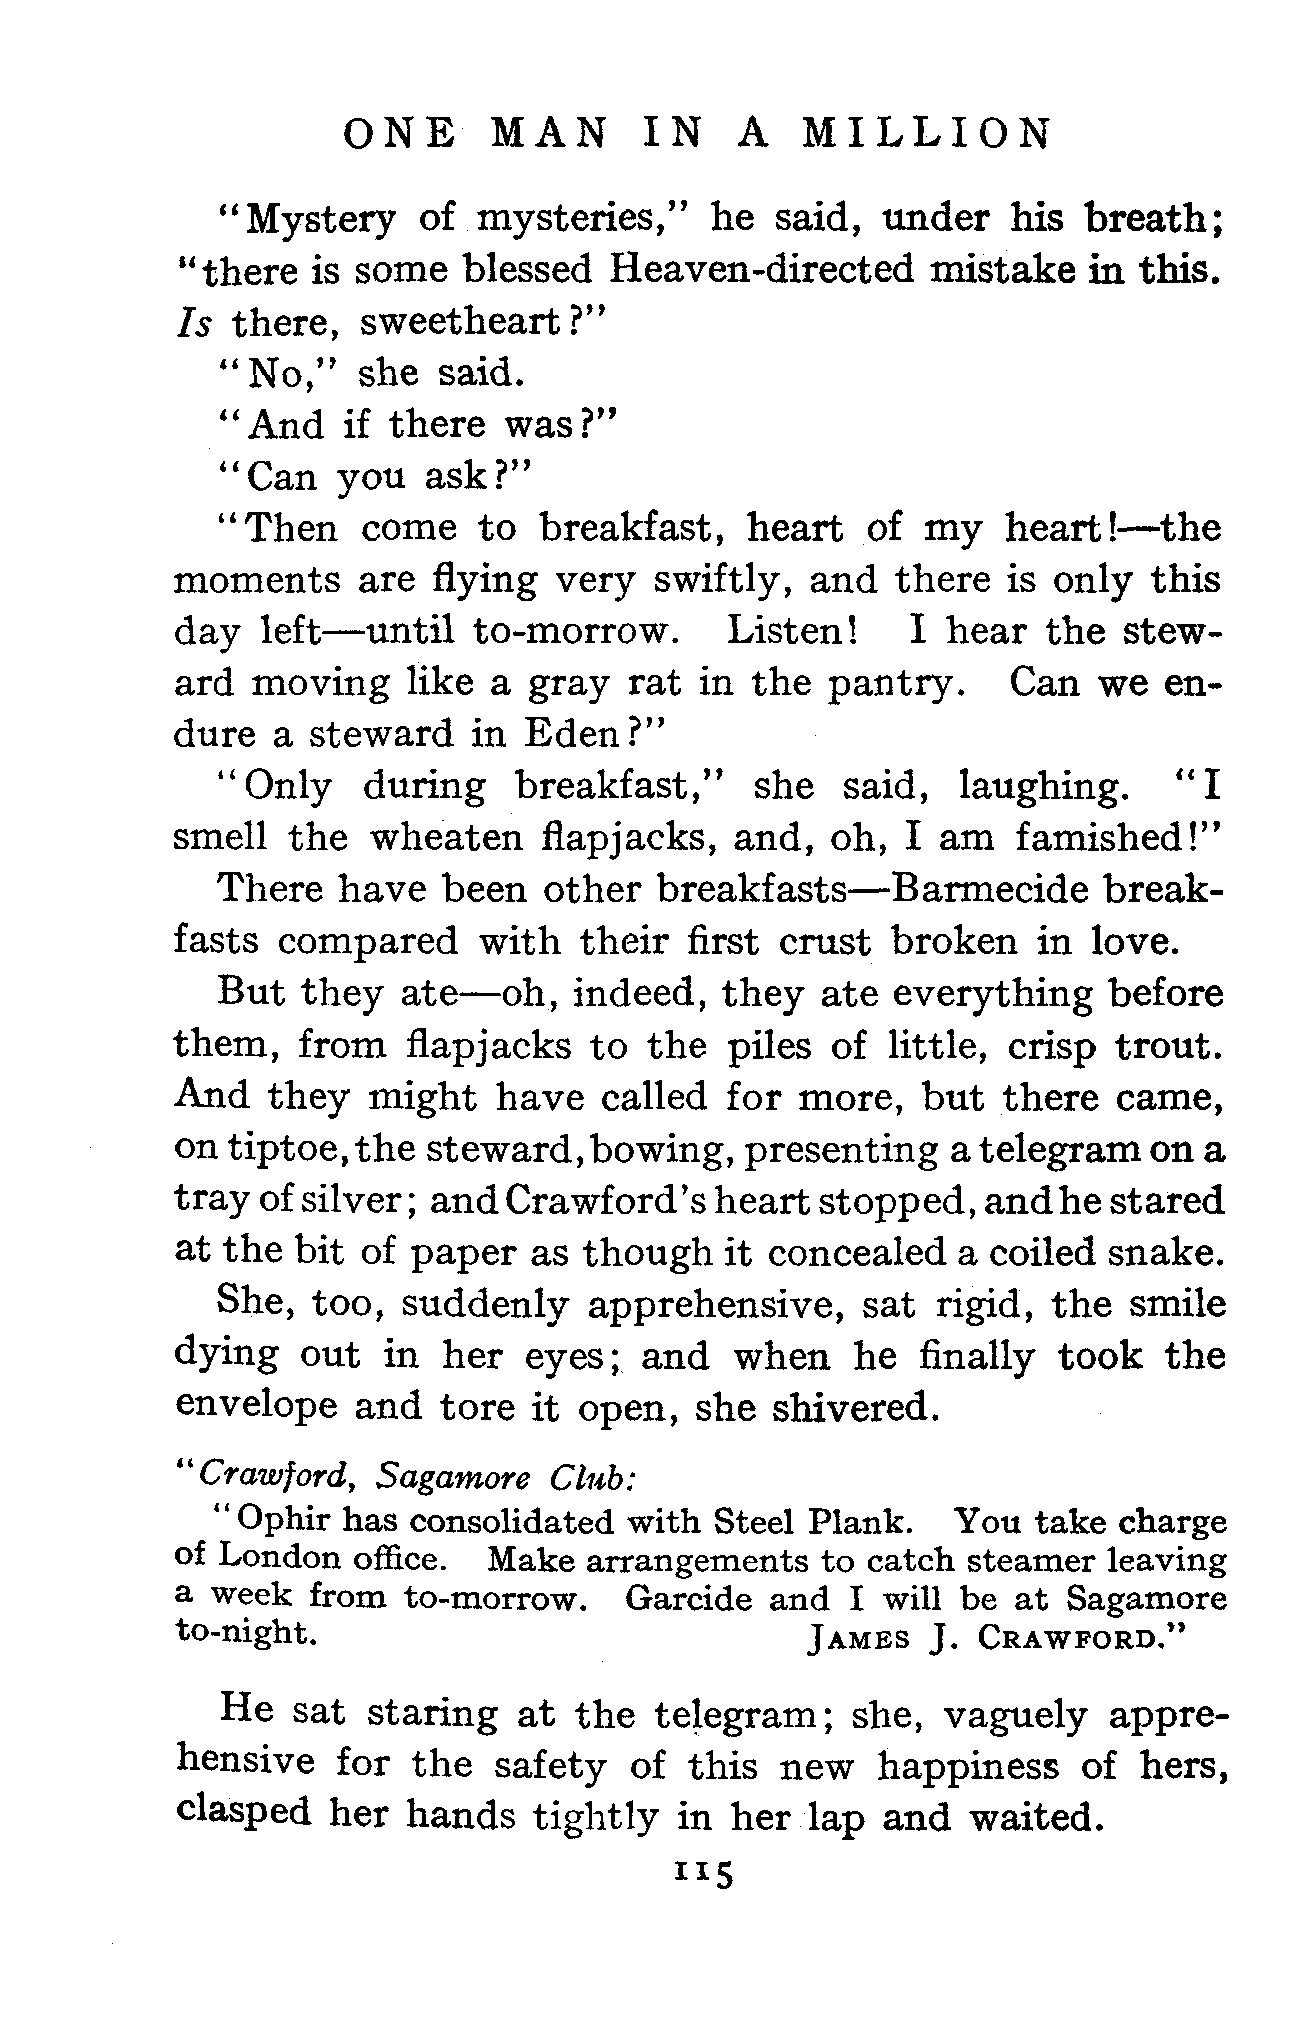 ONE MAN IN A MILLION
"Mystery of mysteries," he said, under his breath;
"there is some blessed Heaven-directed mistake in this.
Is there, sweetheart?"
"No," she said.
"And if there was?"
"Can you ask?"
"Then come to breakfast, heart of my heart!—the
moments are flying very swiftly, and there is only this
day left—until to-morrow. Listen! I hear the stew-
ard moving like a gray rat in the pantry. Can we en-
dure a steward in Eden?"
"Only during breakfast," she said, laughing. "I
smell the wheaten flapjacks, and, oh, I am famished!"
There have been other breakfasts—Barmecide break-
fasts compared with their first crust broken in love.
But they ate—oh, indeed, they ate everything before
them, from flapjacks to the piles of little, crisp trout.
And they might have called for more, but there came,
on tiptoe, the steward, bowing, presenting a telegram on a
tray of silver; and Crawford's heart stopped, and he stared
at the bit of paper as though it concealed a coiled snake.
She, too, suddenly apprehensive, sat rigid, the smile
dying out in her eyes; and when he finally took the
envelope and tore it open, she shivered.
"Crawford, Sagamore Club:
"Ophir has consolidated with Steel Plank. You take charge
of London office. Make arrangements to catch steamer leaving
a week from to-morrow. Garcide and I will be at Sagamore
to-night. JAMES J. CRAWFORD."
He sat staring at the telegram; she, vaguely appre-
hensive for the safety of this new happiness of hers,
clasped her hands tightly in her lap and waited.
115